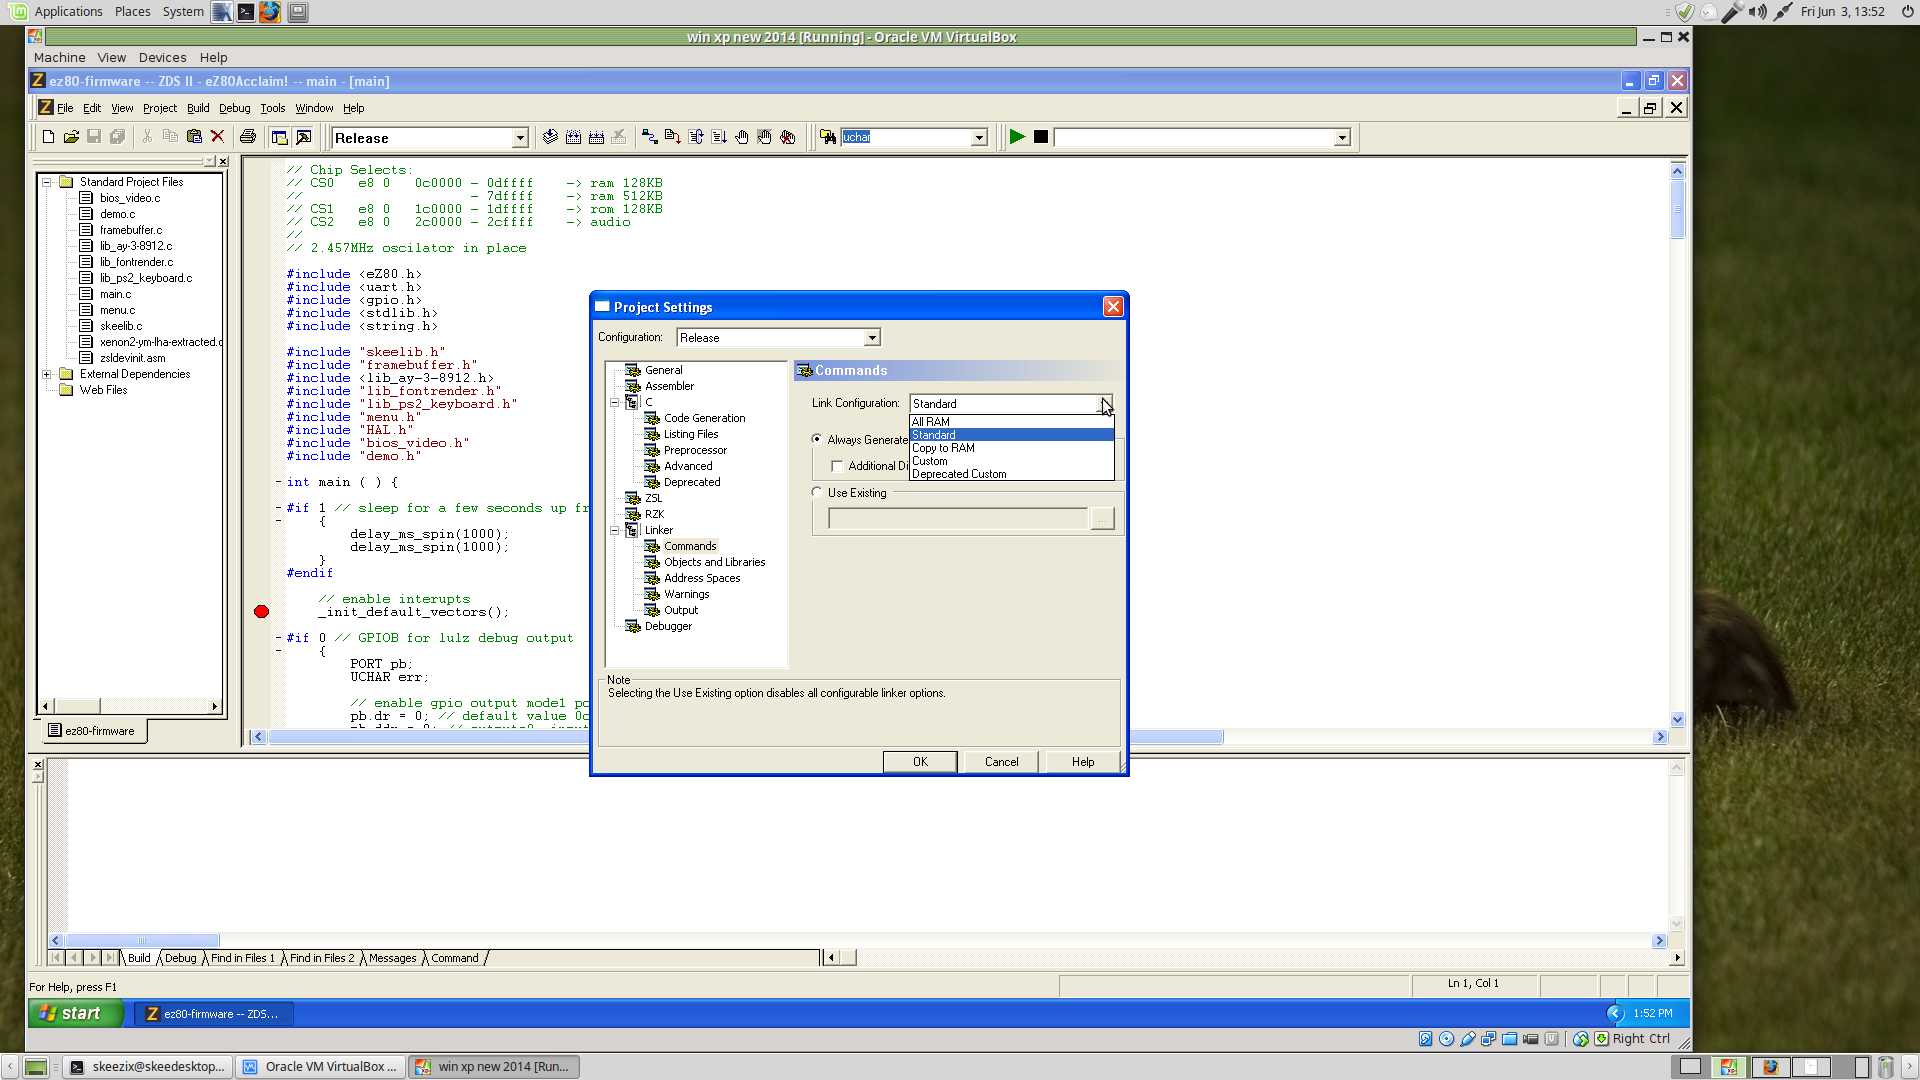 Applications Places System
Fri Jun 3, 13:52
win xp new 2014 [Running] - Oracle VM VirtualBox
Machine View Devices Help
ez80-firmware -- ZDS II - eZ80Acclaim! -- main - [main]
File Edit View Project Build Debug Tools Window Help
Release
uchar
Standard Project Files
bios_video.c
demo.c
framebuffer.c
lib_ay-3-8912.c
lib_fontrender.c
lib_ps2_keyboard.c
main.c
menu.c
skeelib.c
xenon2-ym-lha-extracted.c
zsldevinit.asm
External Dependencies
Web Files
ez80-firmware
// Chip Selects:
// CS0 e8 0 0c0000 - 0dffff -> ram 128KB
// - 7dffff -> ram 512KB
// CS1 e8 0 1c0000 - 1dffff -> rom 128KB
// CS2 e8 0 2c0000 - 2cffff -> audio
//
// 2.457MHz oscilator in place
#include <eZ80.h>
#include <uart.h>
#include <gpio.h>
#include <stdlib.h>
#include <string.h>
#include "skeelib.h"
#include "framebuffer.h"
#include <lib_ay-3-8912.h>
#include "lib_fontrender.h"
#include "lib_ps2_keyboard.h"
#include "menu.h"
#include "HAL.h"
#include "bios_video.h"
#include "demo.h"
int main ( ) {
#if 1 // sleep for a few seconds up fr
{
delay_ms_spin(1000);
delay_ms_spin(1000);
}
#endif
// enable interupts
_init_default_vectors();
#if 0 // GPIOB for lulz debug output
{
PORT pb;
UCHAR err;
// enable gpio output mode1 po
pb.dr = 0; // default value 0c
Project Settings
Configuration: Release
General
Assembler
C
Code Generation
Listing Files
Preprocessor
Advanced
Deprecated
ZSL
RZK
Linker
Commands
Objects and Libraries
Address Spaces
Warnings
Output
Debugger
Commands
Link Configuration: Standard
All RAM
Standard
Copy to RAM
Custom
Deprecated Custom
Always Generate
Additional Di
Use Existing
...
Note
Selecting the Use Existing option disables all configurable linker options.
OK Cancel Help
Build Debug Find in Files 1 Find in Files 2 Messages Command
For Help, press F1
Ln 1, Col 1
start
ez80-firmware -- ZDS...
1:52 PM
Right Ctrl
skeezix@skeedesktop...
Oracle VM VirtualBox ...
win xp new 2014 [Run...